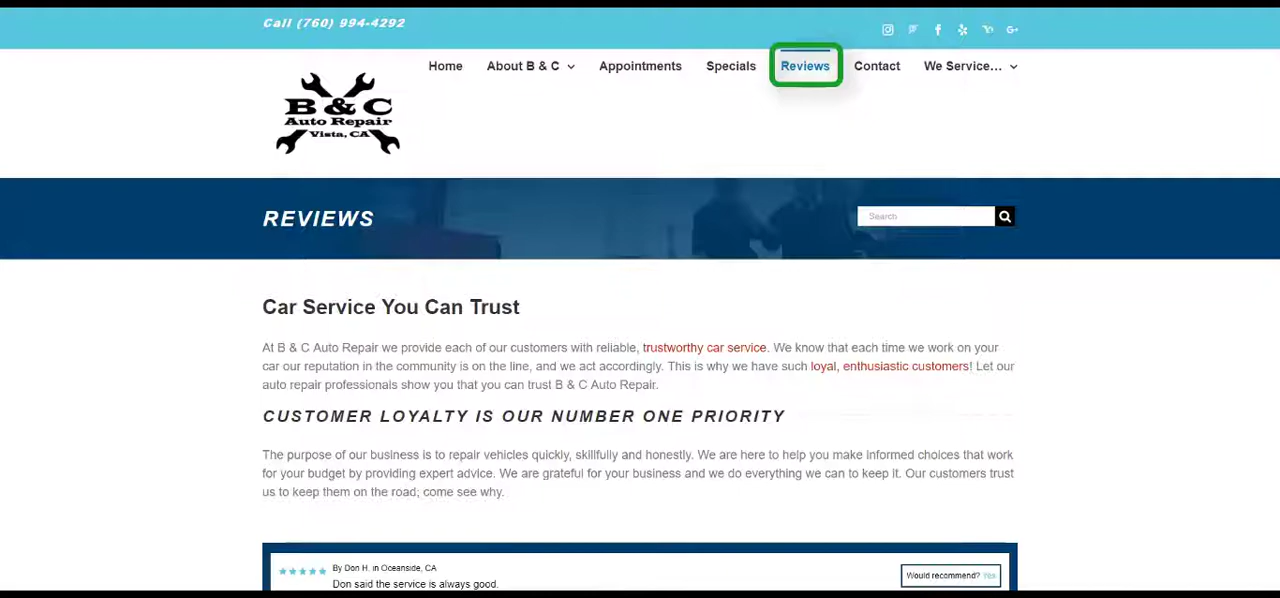 Call (760) 994-4292
Home About B & C Appointments Specials Reviews Contact We Service...
B & C
Auto Repair
Vista, CA
REVIEWS
Search
Car Service You Can Trust
At B & C Auto Repair we provide each of our customers with reliable, trustworthy car service. We know that each time we work on your
car our reputation in the community is on the line, and we act accordingly. This is why we have such loyal, enthusiastic customers! Let our
auto repair professionals show you that you can trust B & C Auto Repair.
CUSTOMER LOYALTY IS OUR NUMBER ONE PRIORITY
The purpose of our business is to repair vehicles quickly, skillfully and honestly. We are here to help you make informed choices that work
for your budget by providing expert advice. We are grateful for your business and we do everything we can to keep it. Our customers trust
us to keep them on the road; come see why.
By Don H. in Oceanside, CA
Would recommend? Yes
Don said the service is always good.